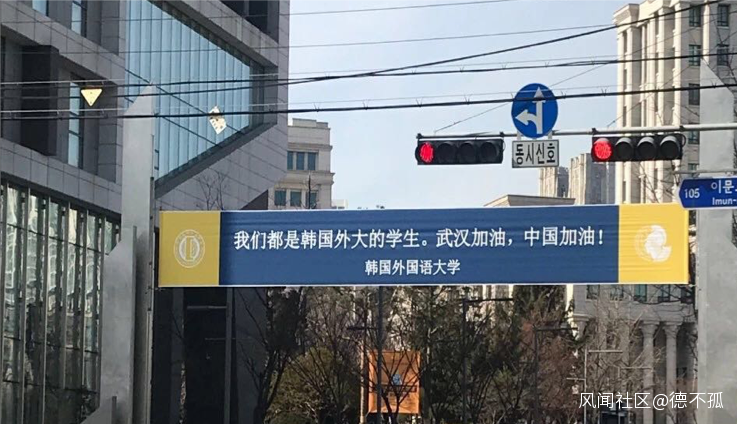 동시신호
105 이문로
Imun-
我们都是韩国外大的学生。武汉加油，中国加油！
韩国外国语大学
风闻社区@德不孤